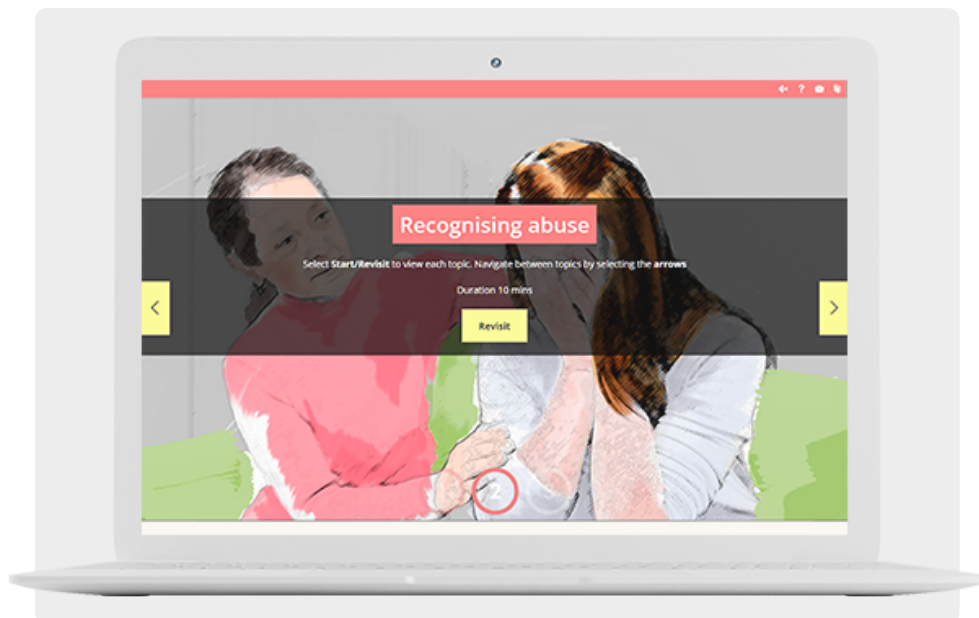 ?
Recognising abuse
Select Start/Revisit to view each topic. Navigate between topics by selecting the arrows
Duration 10 mins
Revisit
2